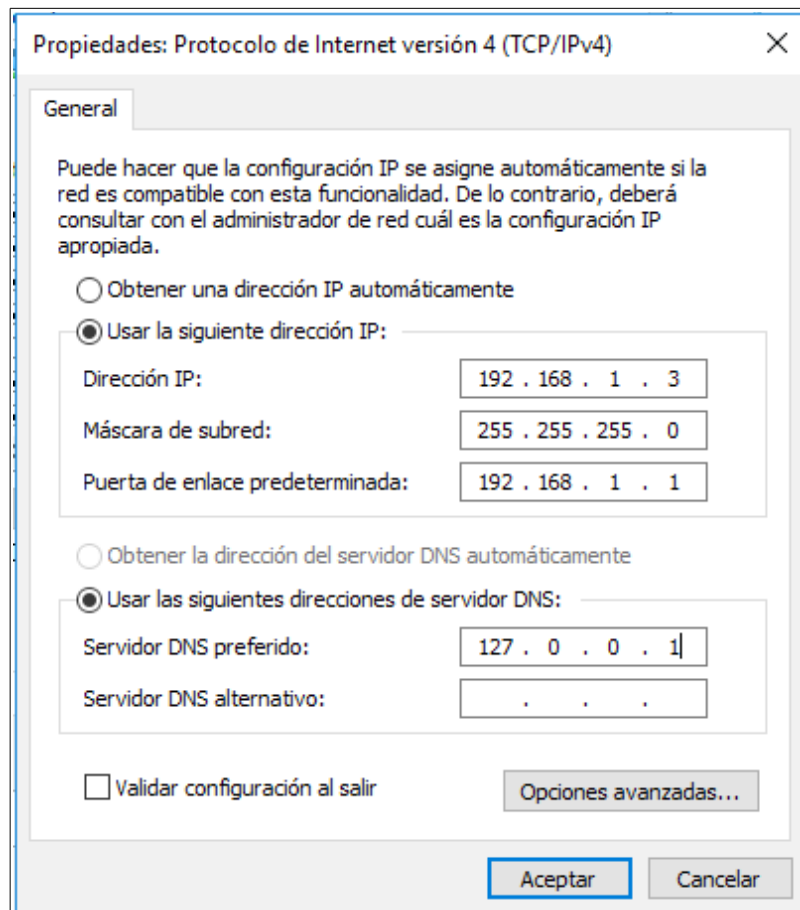 Propiedades: Protocolo de Internet versión 4 (TCP/IPv4)
General
Puede hacer que la configuración IP se asigne automáticamente si la
red es compatible con esta funcionalidad. De lo contrario, deberá
consultar con el administrador de red cuál es la configuración IP
apropiada.
Obtener una dirección IP automáticamente
Usar la siguiente dirección IP:
Dirección IP: 192 . 168 . 1 . 3
Máscara de subred: 255 . 255 . 255 . 0
Puerta de enlace predeterminada: 192 . 168 . 1 . 1
Obtener la dirección del servidor DNS automáticamente
Usar las siguientes direcciones de servidor DNS:
Servidor DNS preferido: 127 . 0 . 0 . 1
Servidor DNS alternativo: . . .
Validar configuración al salir Opciones avanzadas...
Aceptar Cancelar